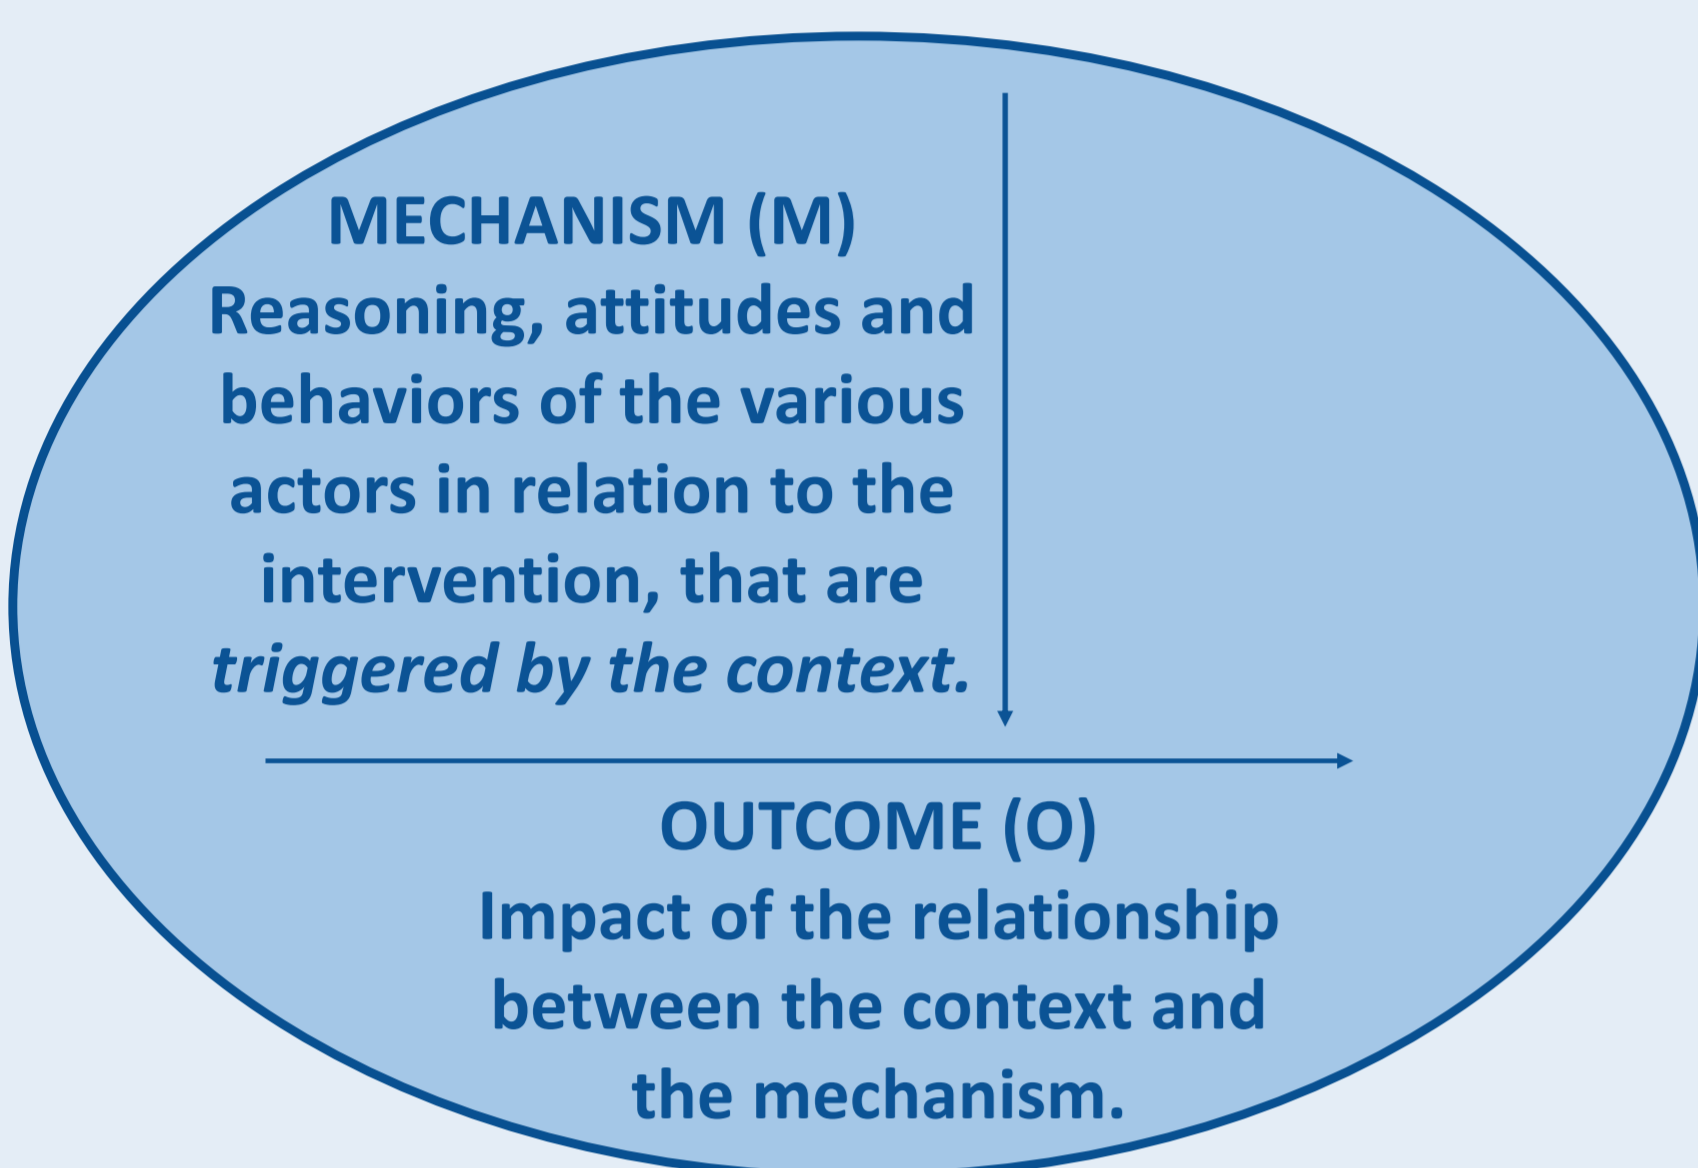 MECHANISM (M)
Reasoning, attitudes and
behaviors of the various
actors in relation to the
intervention, that are
triggered by the context.
OUTCOME (O)
Impact of the relationship
between the context and
the mechanism.